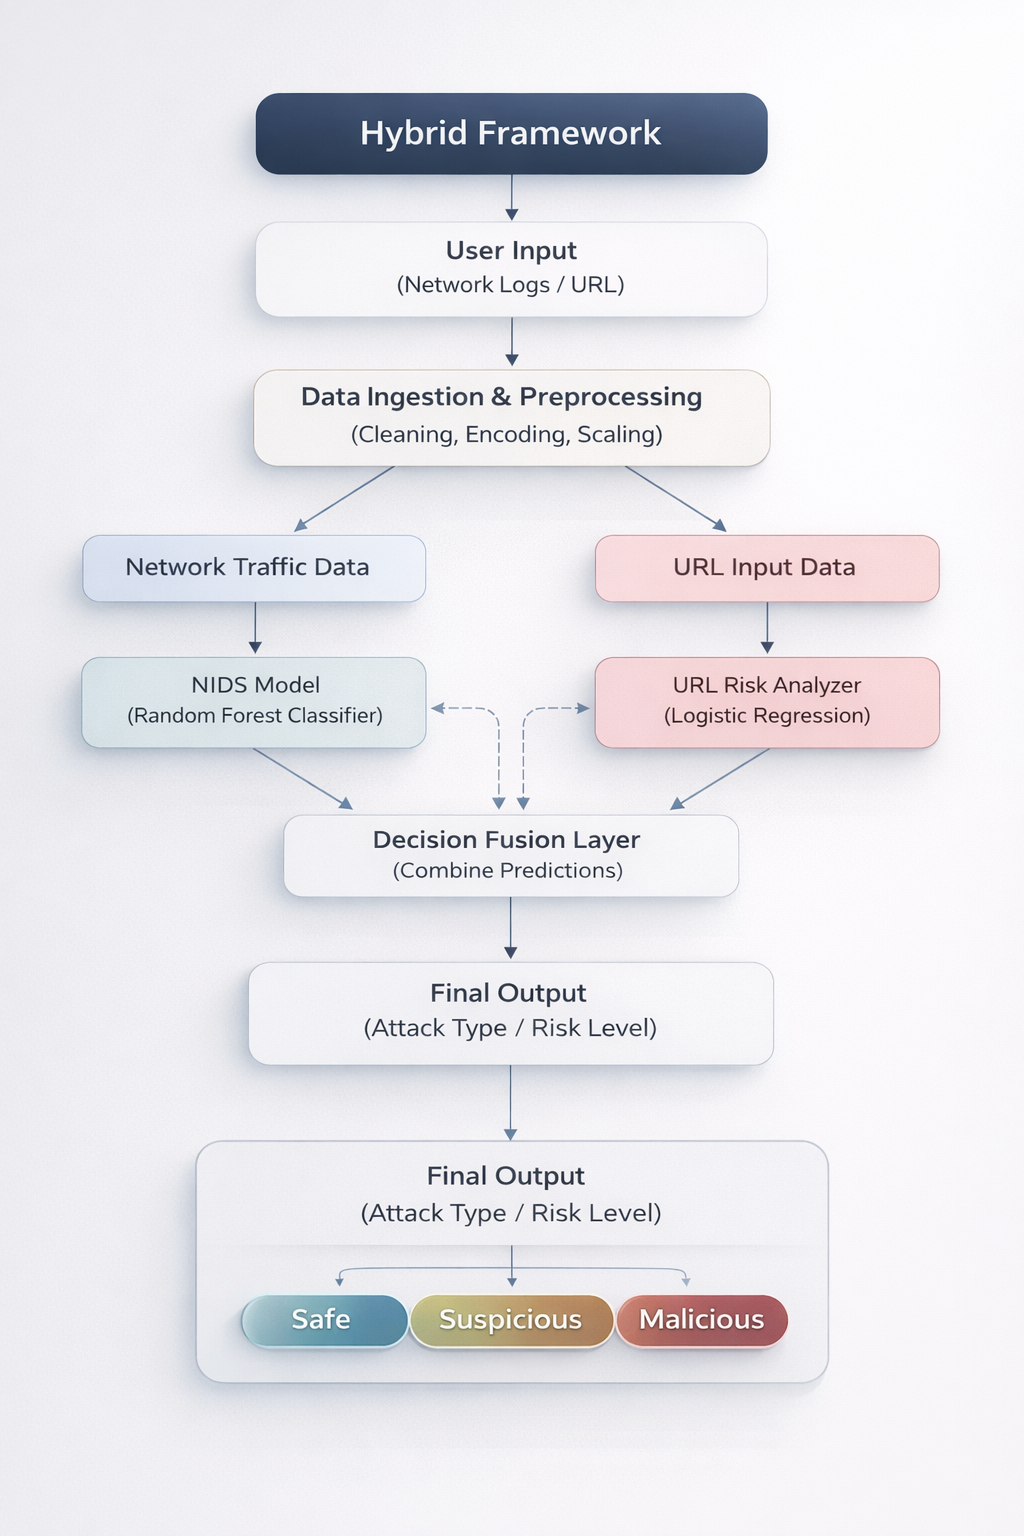 Hybrid Framework
User Input
(Network Logs / URL)
Data Ingestion & Preprocessing
(Cleaning, Encoding, Scaling)
Network Traffic Data
URL Input Data
NIDS Model
(Random Forest Classifier)
URL Risk Analyzer
(Logistic Regression)
Decision Fusion Layer
(Combine Predictions)
Final Output
(Attack Type / Risk Level)
Final Output
(Attack Type / Risk Level)
Safe
Suspicious
Malicious